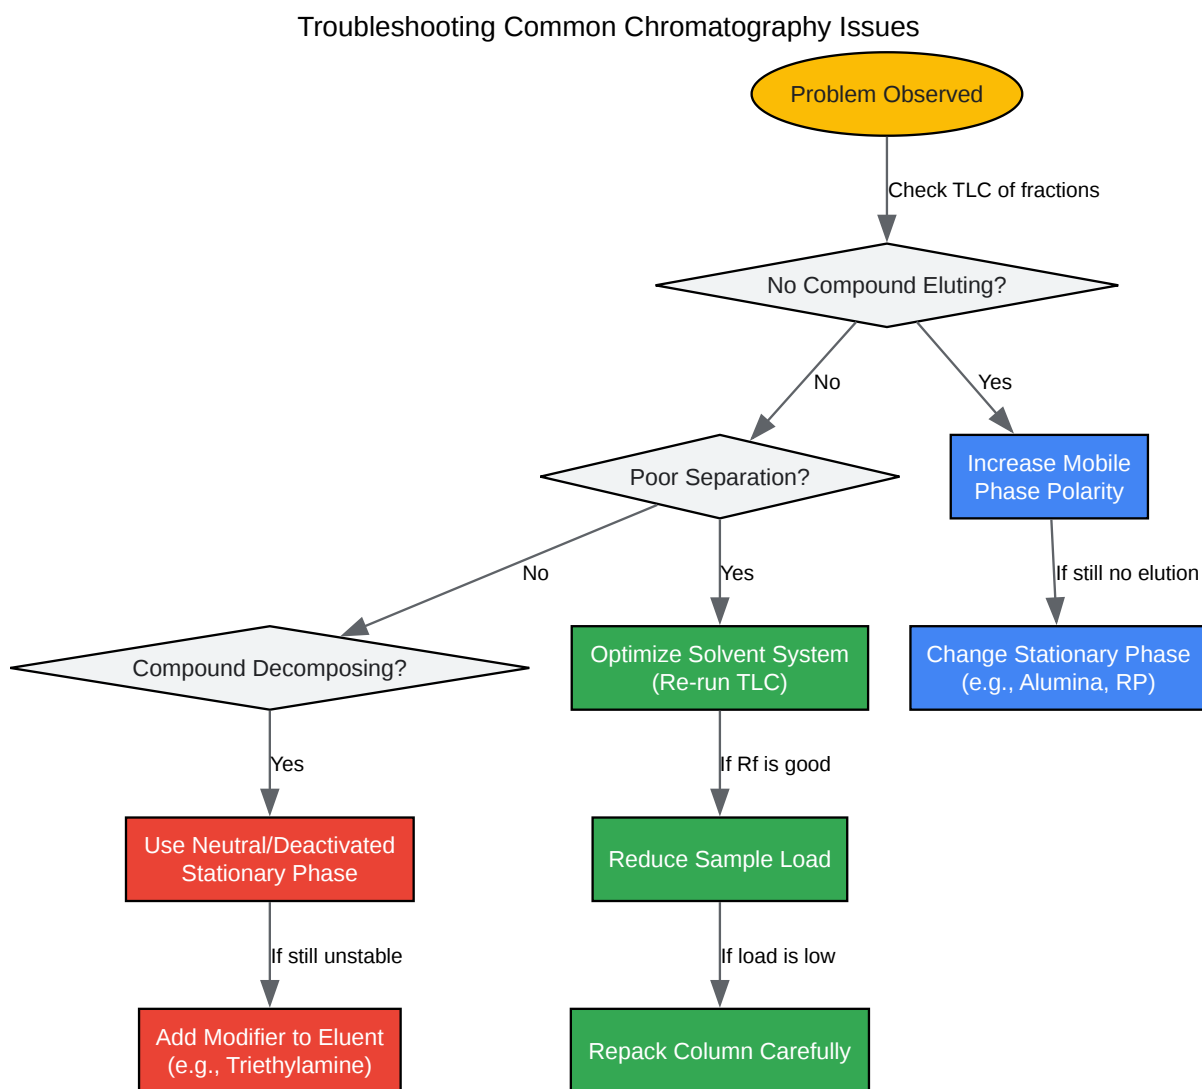 Troubleshooting Common Chromatography Issues
Problem Observed
Check TLC of fractions
No Compound Eluting?
No
Yes
Poor Separation?
Increase Mobile
Phase Polarity
No
Yes
If still no elution
Compound Decomposing?
Optimize Solvent System
(Re-run TLC)
Change Stationary Phase
(e.g., Alumina, RP)
Yes
If Rf is good
Use Neutral/Deactivated
Stationary Phase
Reduce Sample Load
If still unstable
If load is low
Add Modifier to Eluent
(e.g., Triethylamine)
Repack Column Carefully